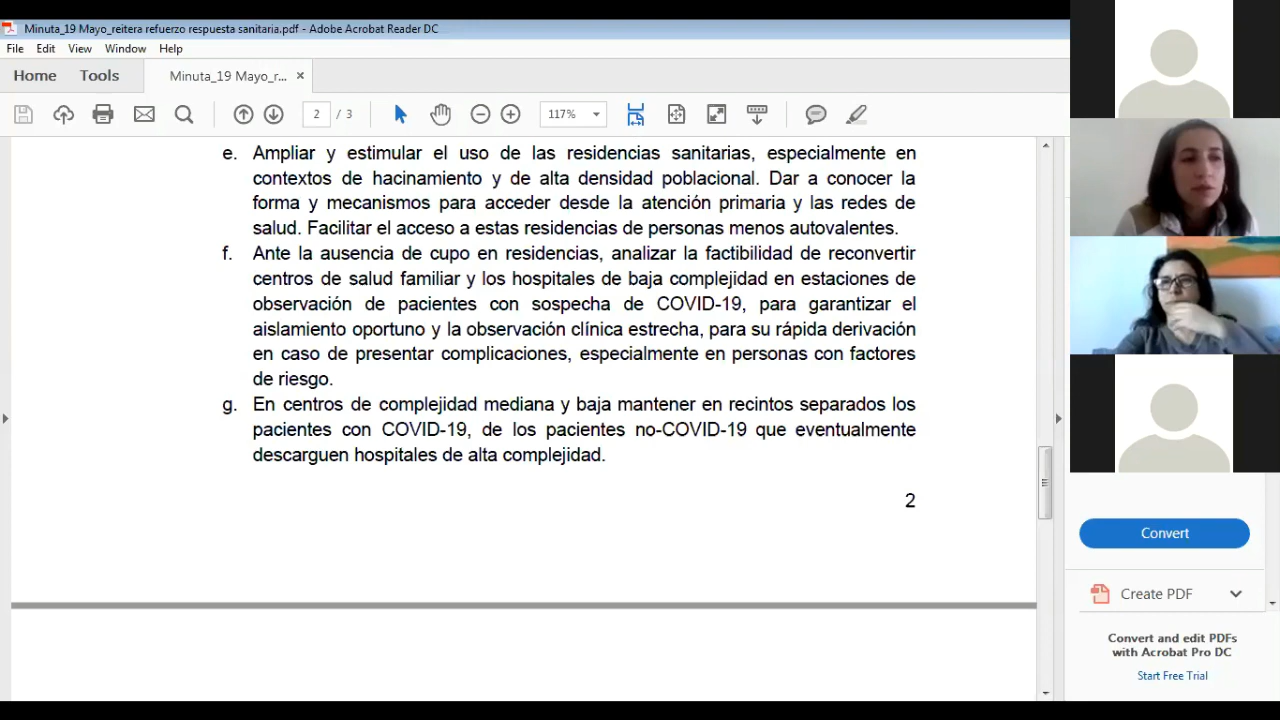 Minuta_19 Mayo_reitera refuerzo respuesta sanitaria.pdf - Adobe Acrobat Reader DC
File Edit View Window Help
Home Tools Minuta_19 Mayo_r... ×
2 / 3 117%
e. Ampliar y estimular el uso de las residencias sanitarias, especialmente en
contextos de hacinamiento y de alta densidad poblacional. Dar a conocer la
forma y mecanismos para acceder desde la atención primaria y las redes de
salud. Facilitar el acceso a estas residencias de personas menos autovalentes.
f. Ante la ausencia de cupo en residencias, analizar la factibilidad de reconvertir
centros de salud familiar y los hospitales de baja complejidad en estaciones de
observación de pacientes con sospecha de COVID-19, para garantizar el
aislamiento oportuno y la observación clínica estrecha, para su rápida derivación
en caso de presentar complicaciones, especialmente en personas con factores
de riesgo.
g. En centros de complejidad mediana y baja mantener en recintos separados los
pacientes con COVID-19, de los pacientes no-COVID-19 que eventualmente
descarguen hospitales de alta complejidad.
2
Convert
Create PDF
Convert and edit PDFs
with Acrobat Pro DC
Start Free Trial